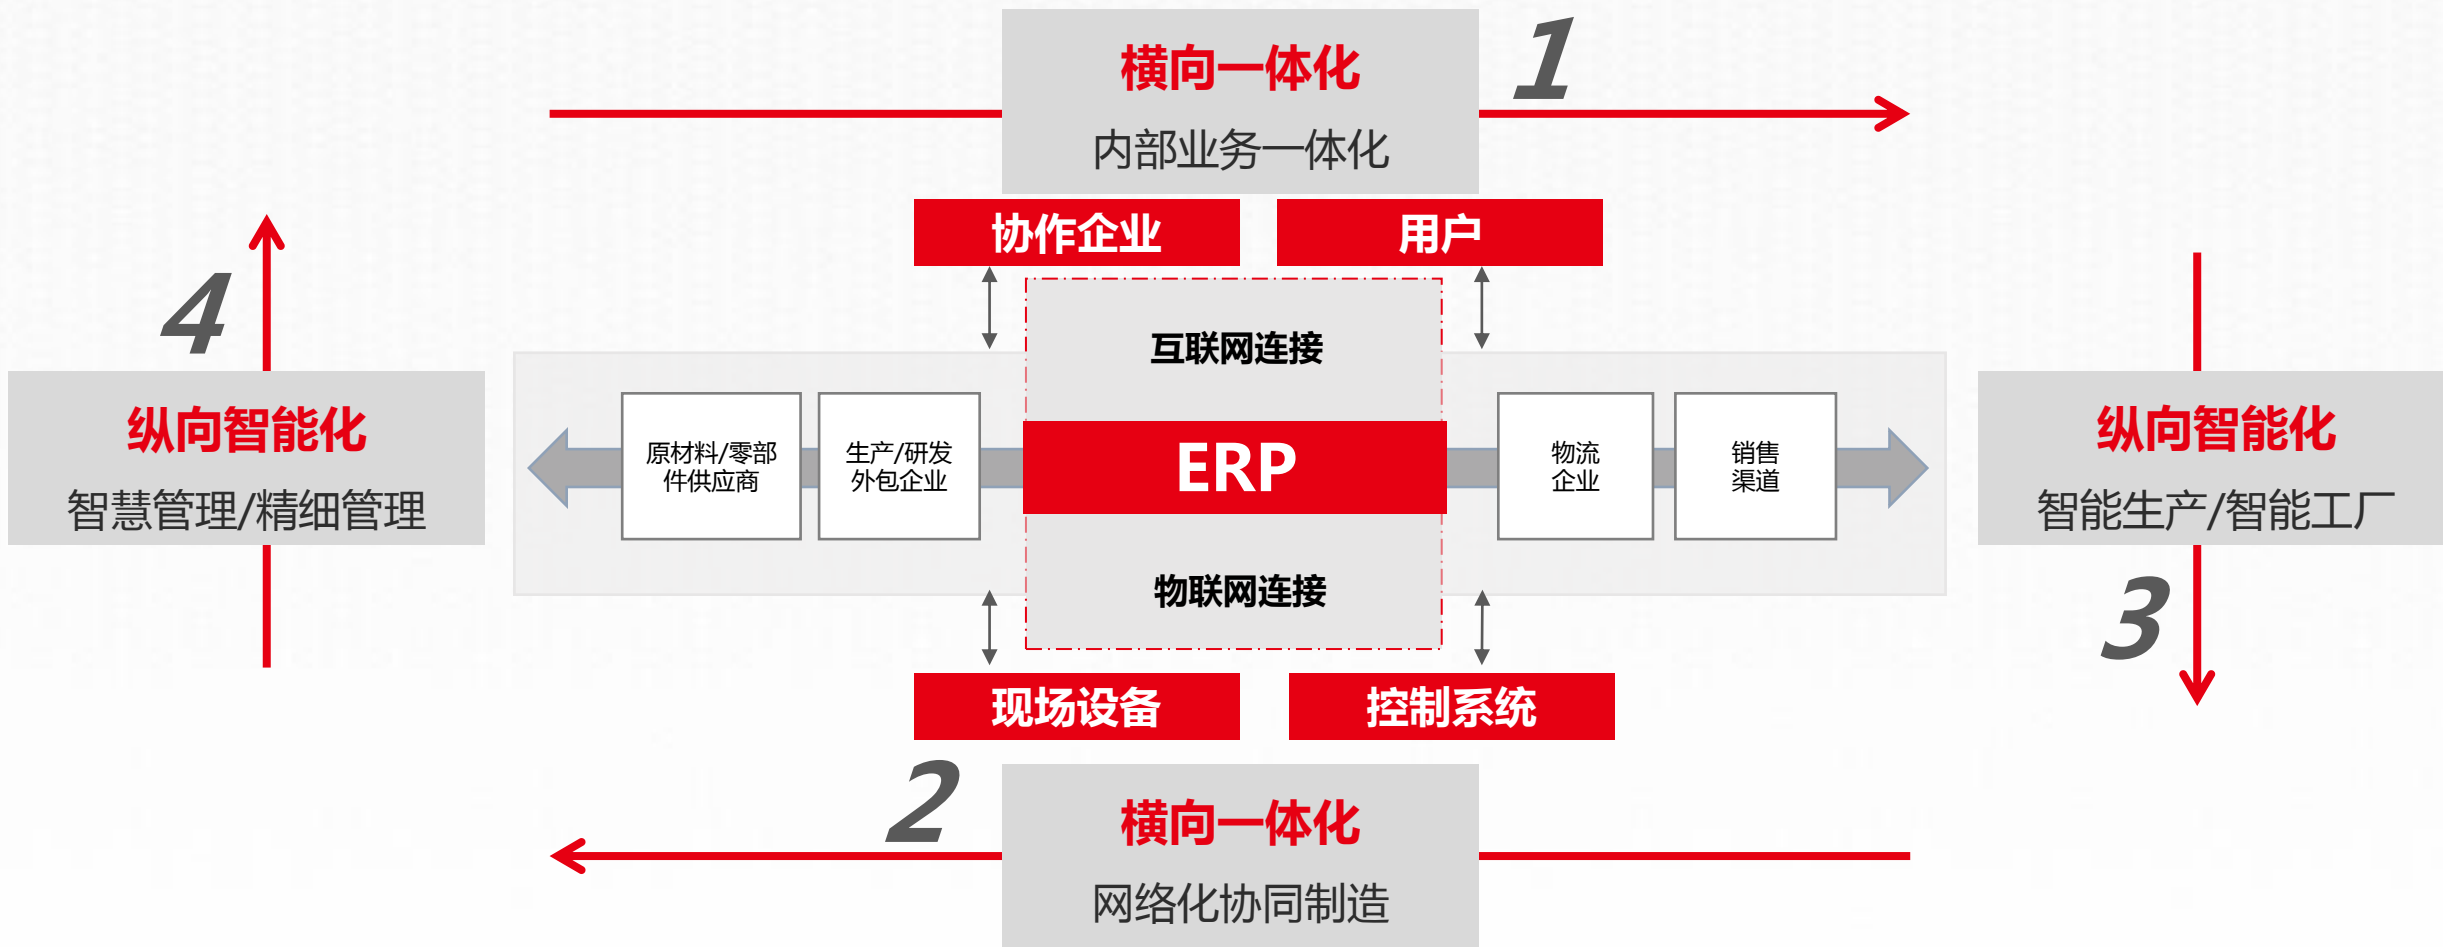 横向一体化
内部业务一体化
1
协作企业
用户
4
纵向智能化
智慧管理/精细管理
互联网连接
原材料/零部
件供应商
生产/研发
外包企业
ERP
物流
企业
销售
渠道
物联网连接
纵向智能化
智能生产/智能工厂
3
现场设备
控制系统
2
横向一体化
网络化协同制造